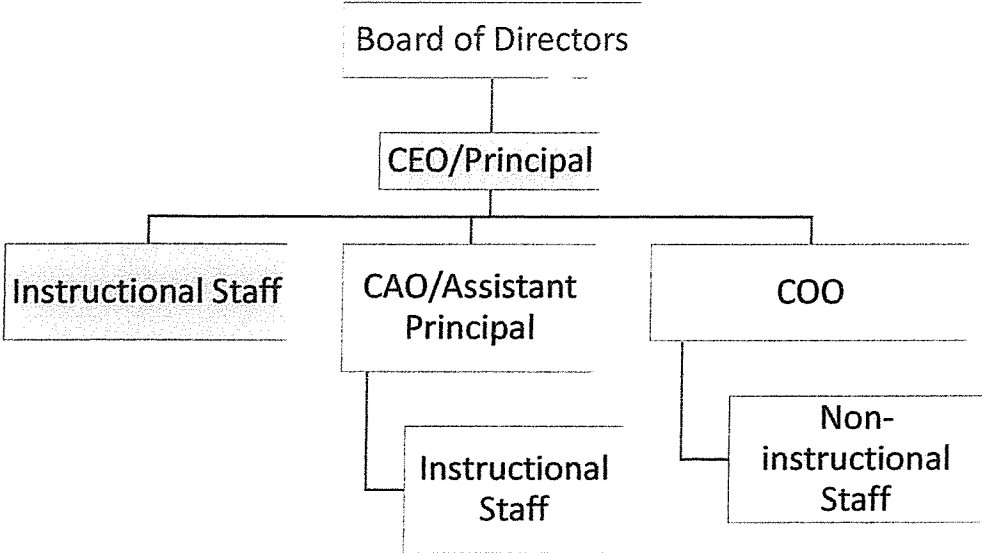 Board of Directors
CEO/Principal
Instructional Staff
CAO/Assistant
Principal
COO
Instructional
Staff
Non-
instructional
Staff